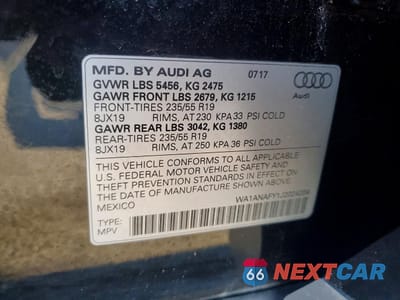 MFD. BY AUDI AG 07 17
GVWR LBS 5456, KG 2475
GAWR FRONT LBS 2679, KG 1215
FRONT-TIRES 235/55 R19
8JX19 RIMS, AT 230 KPA 33 PSI COLD
GAWR REAR LBS 3042, KG 1380
REAR-TIRES 235/55 R19
8JX19 RIMS, AT 250 KPA 36 PSI COLD
Audi
THIS VEHICLE CONFORMS TO ALL APPLICABLE
U.S. FEDERAL MOTOR VEHICLE SAFETY AND
THEFT PREVENTION STANDARDS IN EFFECT ON
THE DATE OF MANUFACTURE SHOWN ABOVE.
MEXICO
TYPE:
MPV
66 NEXTCAR